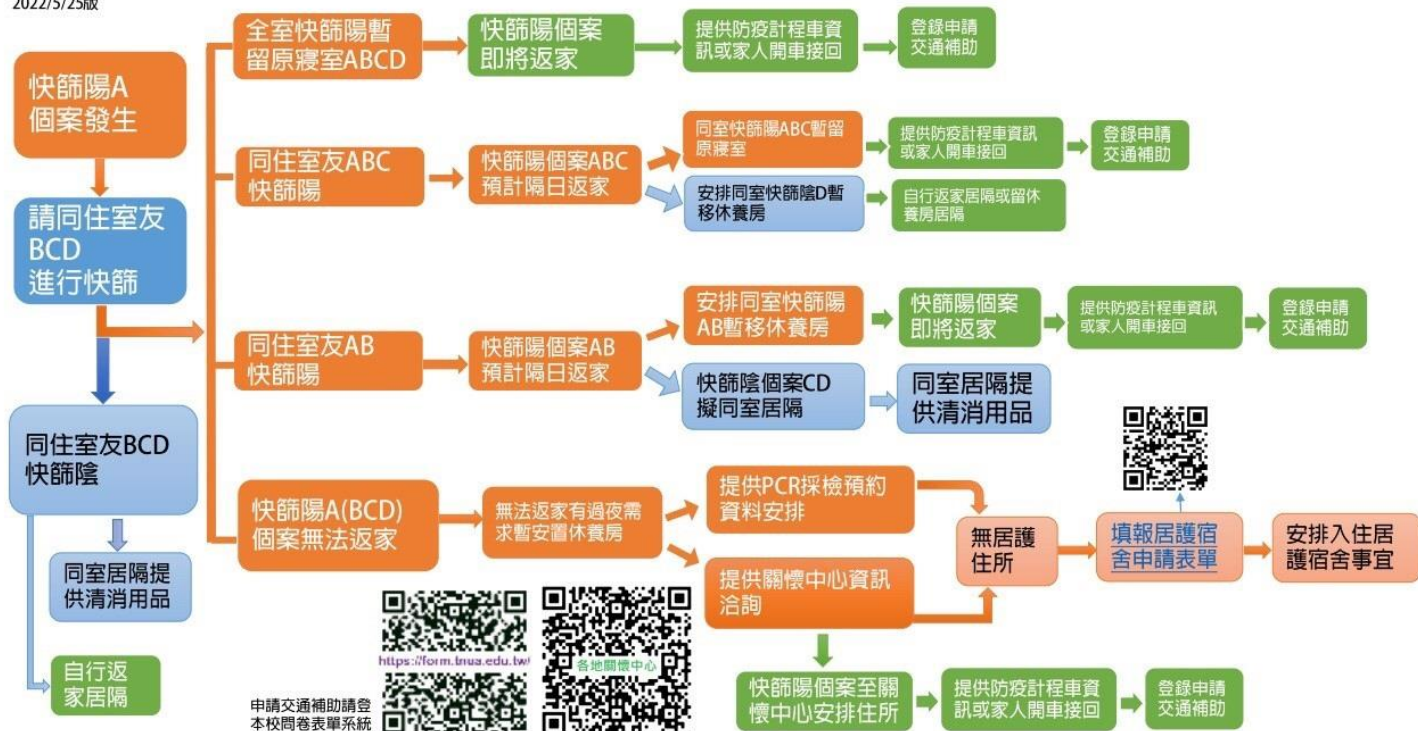 2022/5/25版
快篩陽A
個案發生
請同住室友
BCD
進行快篩
同住室友BCD
快篩陰
同室居隔提
供清消用品
自行返
家居隔
全室快篩陽暫
留原寢室ABCD
快篩陽個案
即將返家
提供防疫計程車資
訊或家人開車接回
登錄申請
交通補助
同住室友ABC
快篩陽
快篩陽個案ABC
預計隔日返家
同室快篩陽ABC暫留
原寢室
提供防疫計程車資訊
或家人開車接回
登錄申請
交通補助
安排同室快篩陰D暫
移休養房
自行返家居隔或留休
養房居隔
同住室友AB
快篩陽
快篩陽個案AB
預計隔日返家
安排同室快篩陽
AB暫移休養房
快篩陽個案
即將返家
提供防疫計程車資訊
或家人開車接回
登錄申請
交通補助
快篩陰個案CD
擬同室居隔
同室居隔提
供清消用品
快篩陽A(BCD)
個案無法返家
無法返家有過夜需
求暫安置休養房
提供PCR採檢預約
資料安排
提供關懷中心資訊
洽詢
無居護
住所
填報居護宿
舍申請表單
安排入住居
護宿舍事宜
快篩陽個案至關
懷中心安排住所
提供防疫計程車資
訊或家人開車接回
登錄申請
交通補助
https://form.tnua.edu.tw/
各地關懷中心
申請交通補助請登
本校問卷表單系統